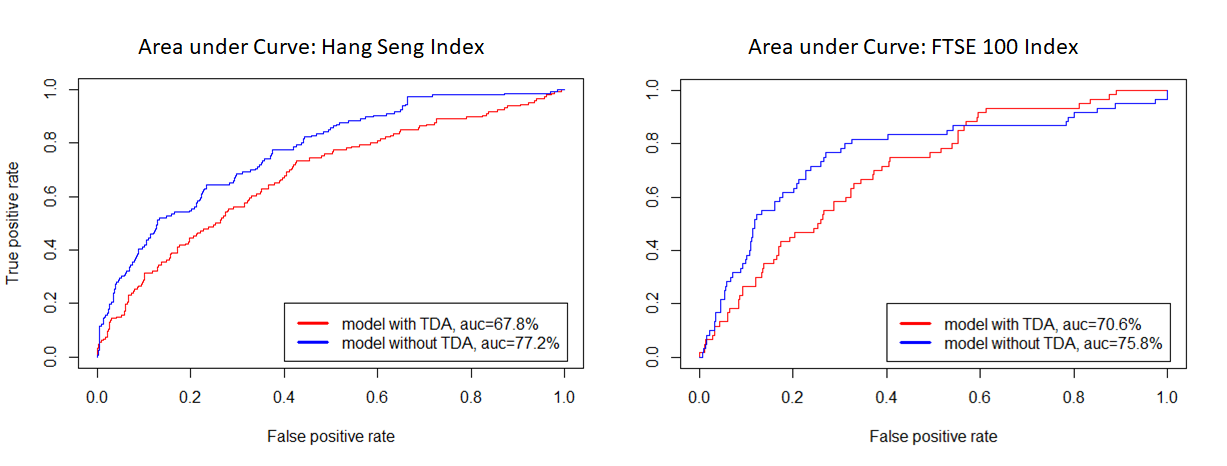 Area under Curve: Hang Seng Index
True positive rate
1.0
0.8
0.6
0.4
0.2
0.0
model with TDA, auc=67.8%
model without TDA, auc=77.2%
0.0 0.2 0.4 0.6 0.8 1.0
False positive rate
Area under Curve: FTSE 100 Index
1.0
0.8
0.6
0.4
0.2
0.0
model with TDA, auc=70.6%
model without TDA, auc=75.8%
0.0 0.2 0.4 0.6 0.8 1.0
False positive rate